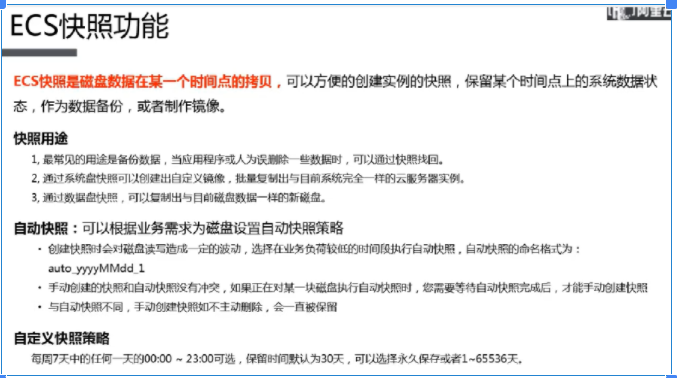 ECS快照功能
ECS快照是磁盘数据在某一个时间点的拷贝，可以方便的创建实例的快照，保留某个时间点上的系统数据状
态，作为数据备份，或者制作镜像。
快照用途
1, 最常见的用途是备份数据，当应用程序或人为误删除一些数据时，可以通过快照找回。
2, 通过系统盘快照可以创建出自定义镜像，批量复制出与目前系统完全一样的云服务器实例。
3, 通过数据盘快照，可以复制出与目前磁盘数据一样的新磁盘。
自动快照：可以根据业务需求为磁盘设置自动快照策略
• 创建快照时会对磁盘读写造成一定的波动，选择在业务负荷较低的时间段执行自动快照，自动快照的命名格式为：
auto_yyyyMMdd_1
• 手动创建的快照和自动快照没有冲突，如果正在对某一块磁盘执行自动快照时，您需要等待自动快照完成后，才能手动创建快照
• 与自动快照不同，手动创建快照如不主动删除，会一直被保留
自定义快照策略
每周7天中的任何一天的00:00 ~ 23:00可选，保留时间默认为30天，可以选择永久保存或者1~65536天。